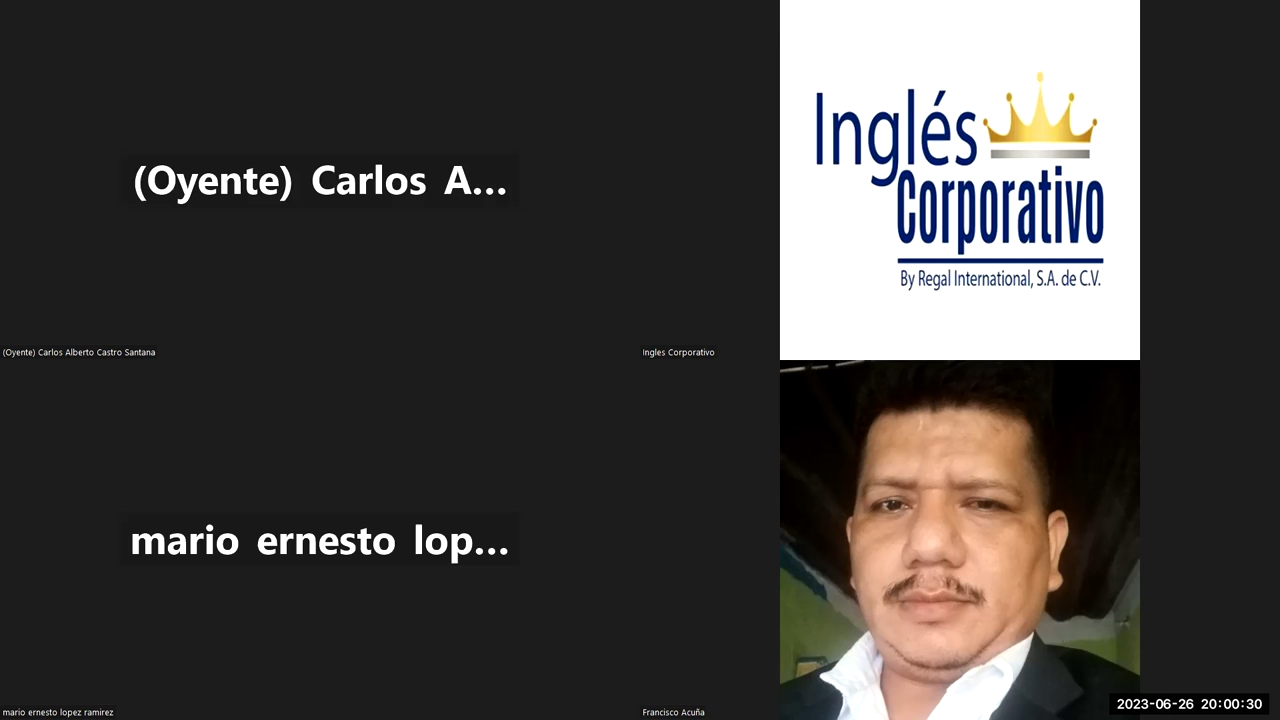 (Oyente) Carlos A...
(Oyente) Carlos Alberto Castro Santana
Inglés
Corporativo
By Regal International, S.A. de C.V.
Ingles Corporativo
mario ernesto lop...
mario ernesto lopez ramirez
Francisco Acuña
2023-06-26 20:00:30